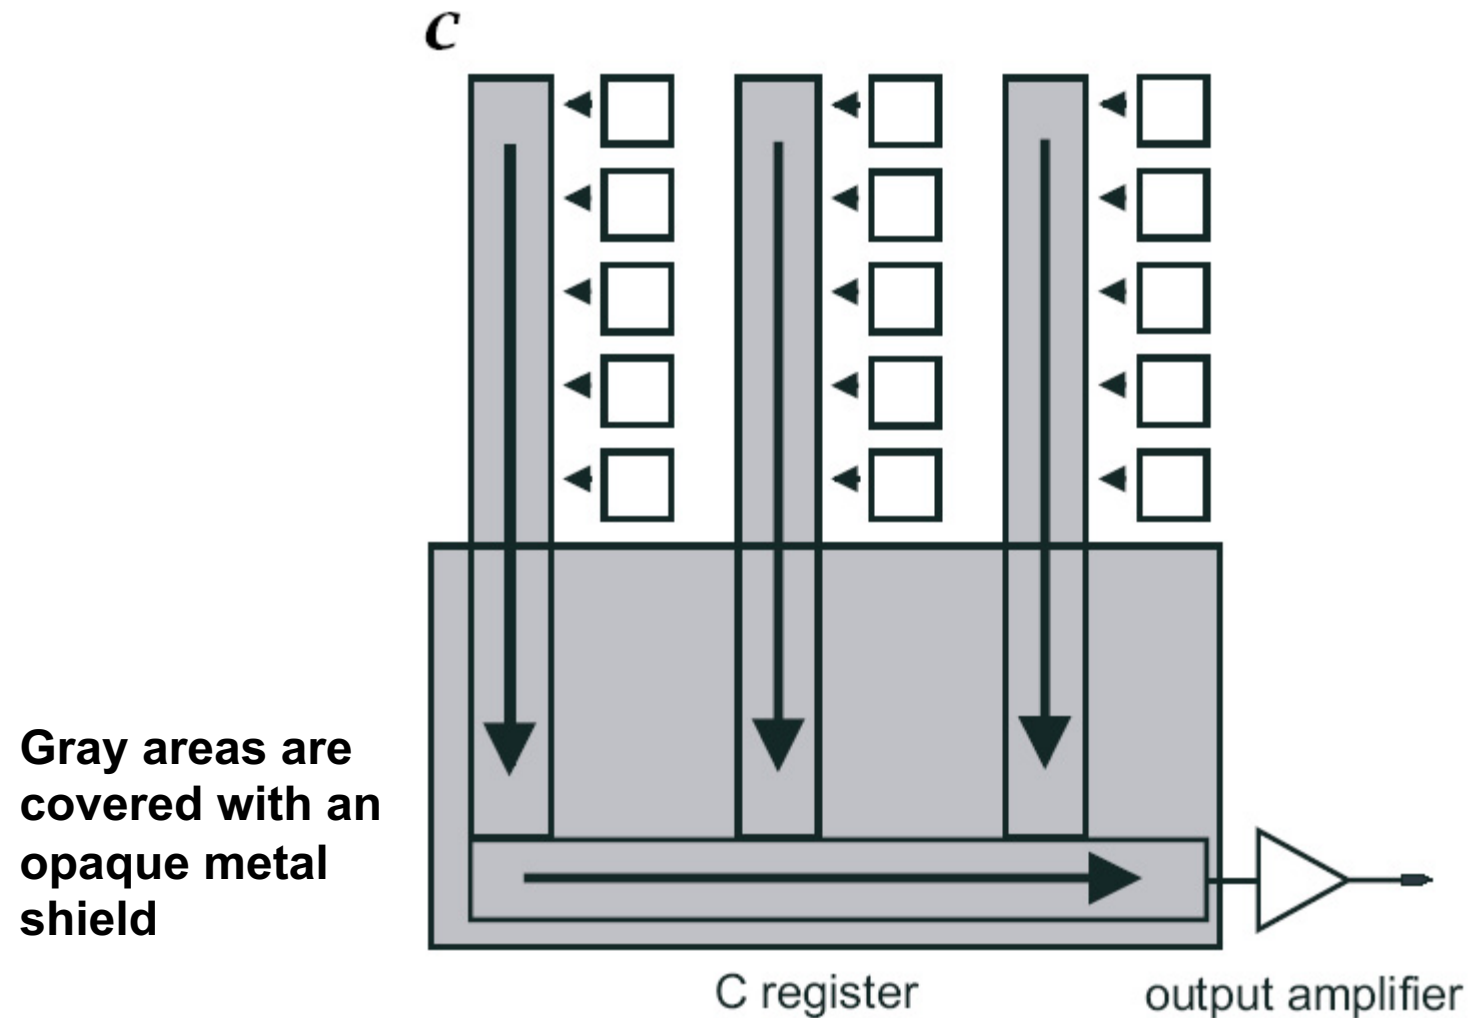 c
Gray areas are
covered with an
opaque metal
shield
C register
output amplifier